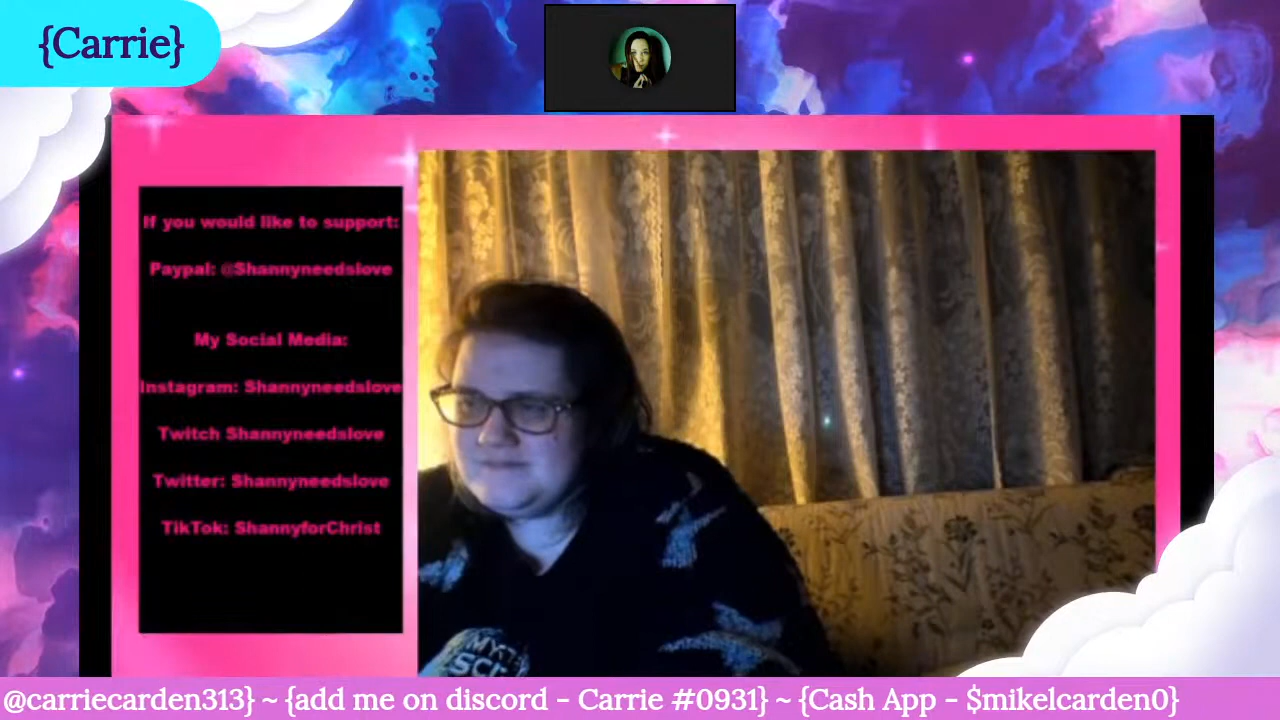 {Carrie}
If you would like to support:
Paypal: @Shannyneedslove
My Social Media:
Instagram: Shannyneedslove
Twitch Shannyneedslove
Twitter: Shannyneedslove
TikTok: ShannyforChrist
@carriecarden313} ~ {add me on discord - Carrie #0931} ~ {Cash App - $mikelcarden0}